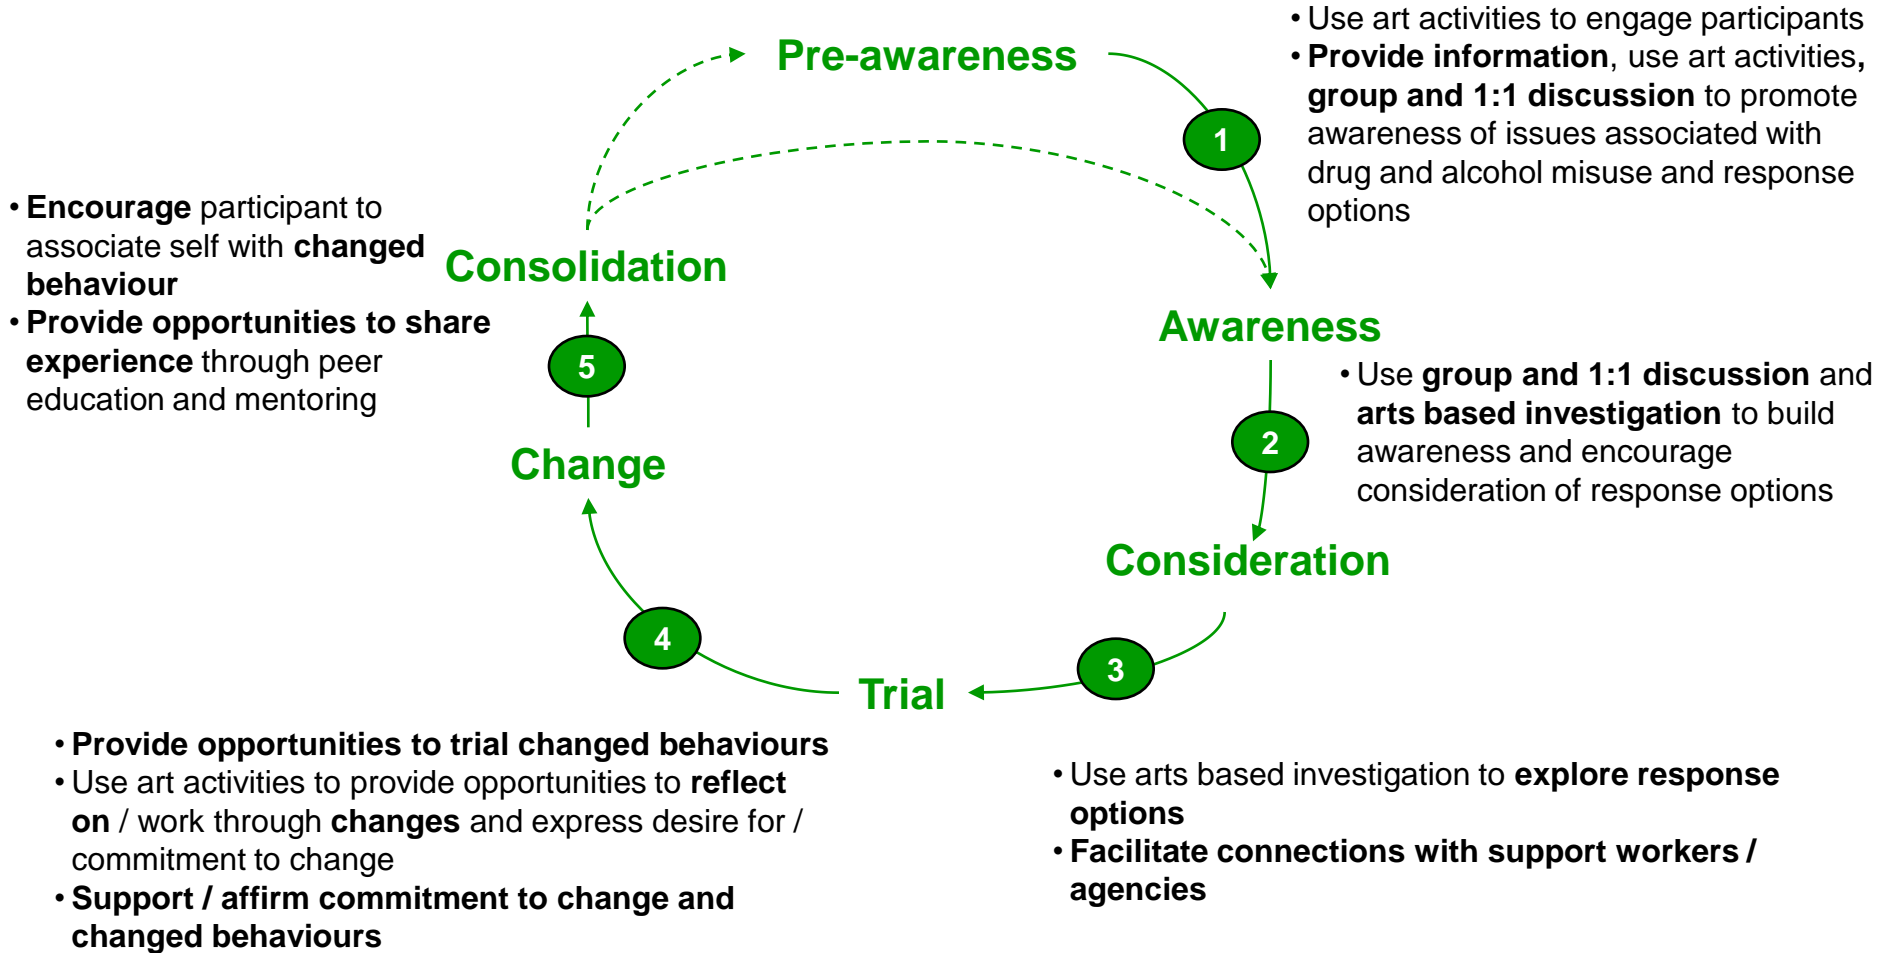 Pre-awareness
1
• Use art activities to engage participants
• Provide information, use art activities,
group and 1:1 discussion to promote
awareness of issues associated with
drug and alcohol misuse and response
options
Awareness
2
• Use group and 1:1 discussion and
arts based investigation to build
awareness and encourage
consideration of response options
Consideration
3
• Use arts based investigation to explore response
options
• Facilitate connections with support workers /
agencies
Trial
4
• Provide opportunities to trial changed behaviours
• Use art activities to provide opportunities to reflect
on / work through changes and express desire for /
commitment to change
• Support / affirm commitment to change and
changed behaviours
Change
5
• Encourage participant to
associate self with changed
behaviour
• Provide opportunities to share
experience through peer
education and mentoring
Consolidation